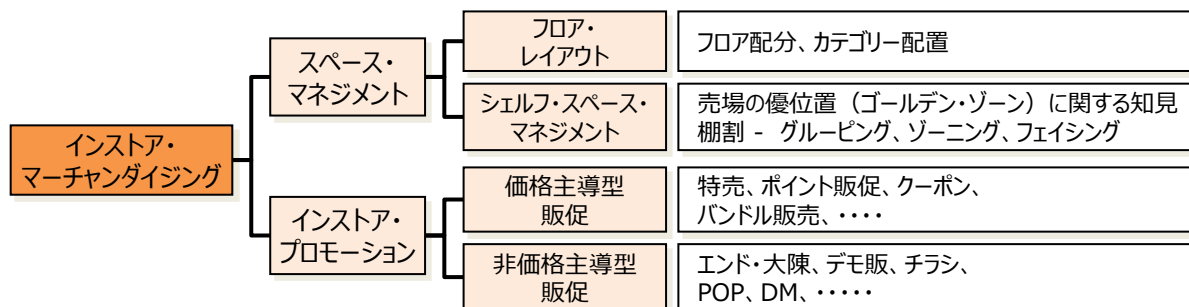 インストア・
マーチャンダイジング
スペース・
マネジメント
フロア・
レイアウト
フロア配分、カテゴリー配置
シェルフ・スペース・
マネジメント
売場の優位置（ゴールデン・ゾーン）に関する知見
棚割 - グルーピング、ゾーニング、フェイシング
インストア・
プロモーション
価格主導型
販促
特売、ポイント販促、クーポン、
バンドル販売、・・・・
非価格主導型
販促
エンド・大陳、デモ販、チラシ、
POP、DM、・・・・・